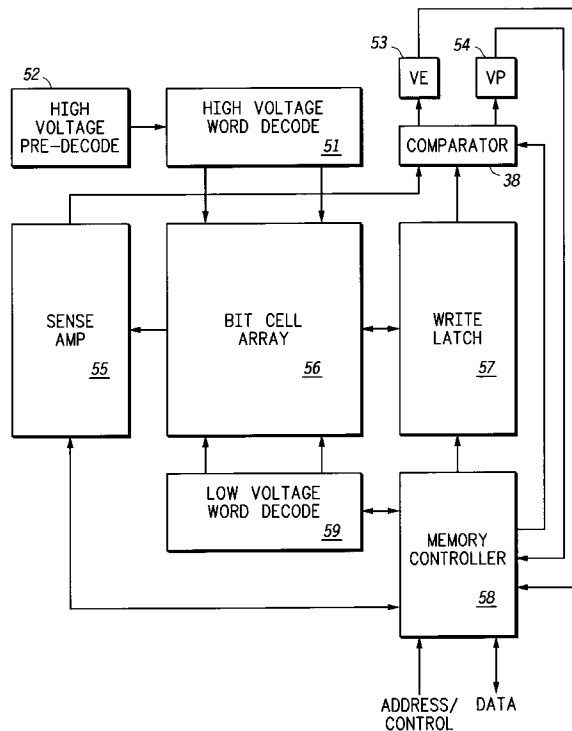 52
HIGH
VOLTAGE
PRE-DECODE
HIGH VOLTAGE
WORD DECODE
51
53
VE
54
VP
COMPARATOR
38
SENSE
AMP
55
BIT CELL
ARRAY
56
WRITE
LATCH
57
LOW VOLTAGE
WORD DECODE
59
MEMORY
CONTROLLER
58
ADDRESS/
CONTROL
DATA